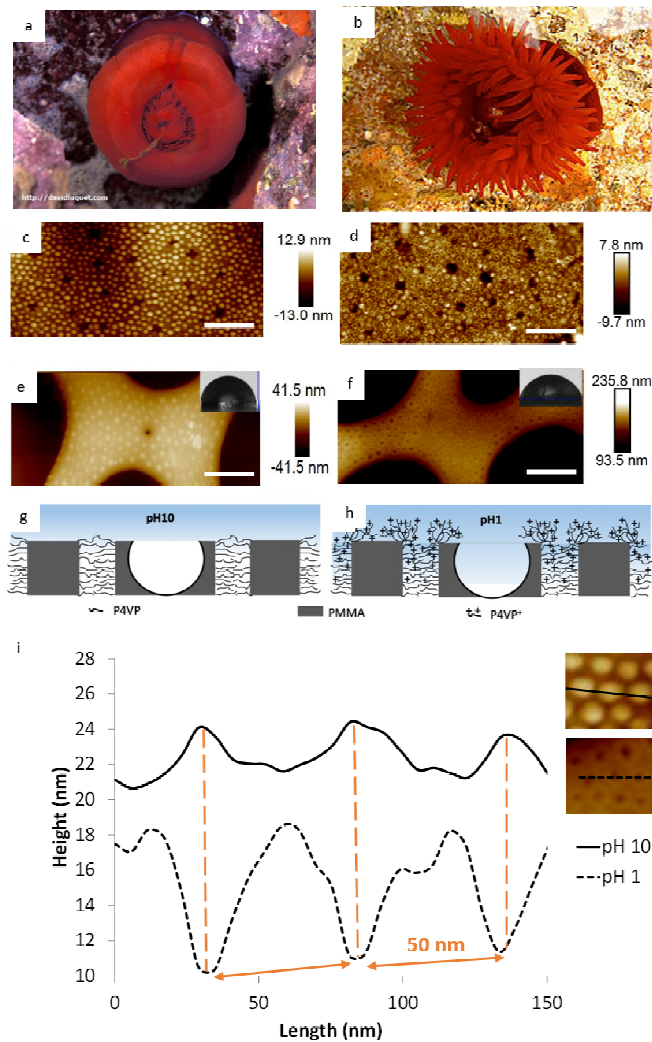 a
b
http://davidluquet.com
c
12.9 nm
-13.0 nm
d
7.8 nm
-9.7 nm
e
41.5 nm
-41.5 nm
f
235.8 nm
93.5 nm
g
pH10
h
pH1
P4VP
PMMA
P4VP+
i
28
26
24
22
20
18
16
14
12
10
Height (nm)
50 nm
0
50
100
150
Length (nm)
pH 10
pH 1